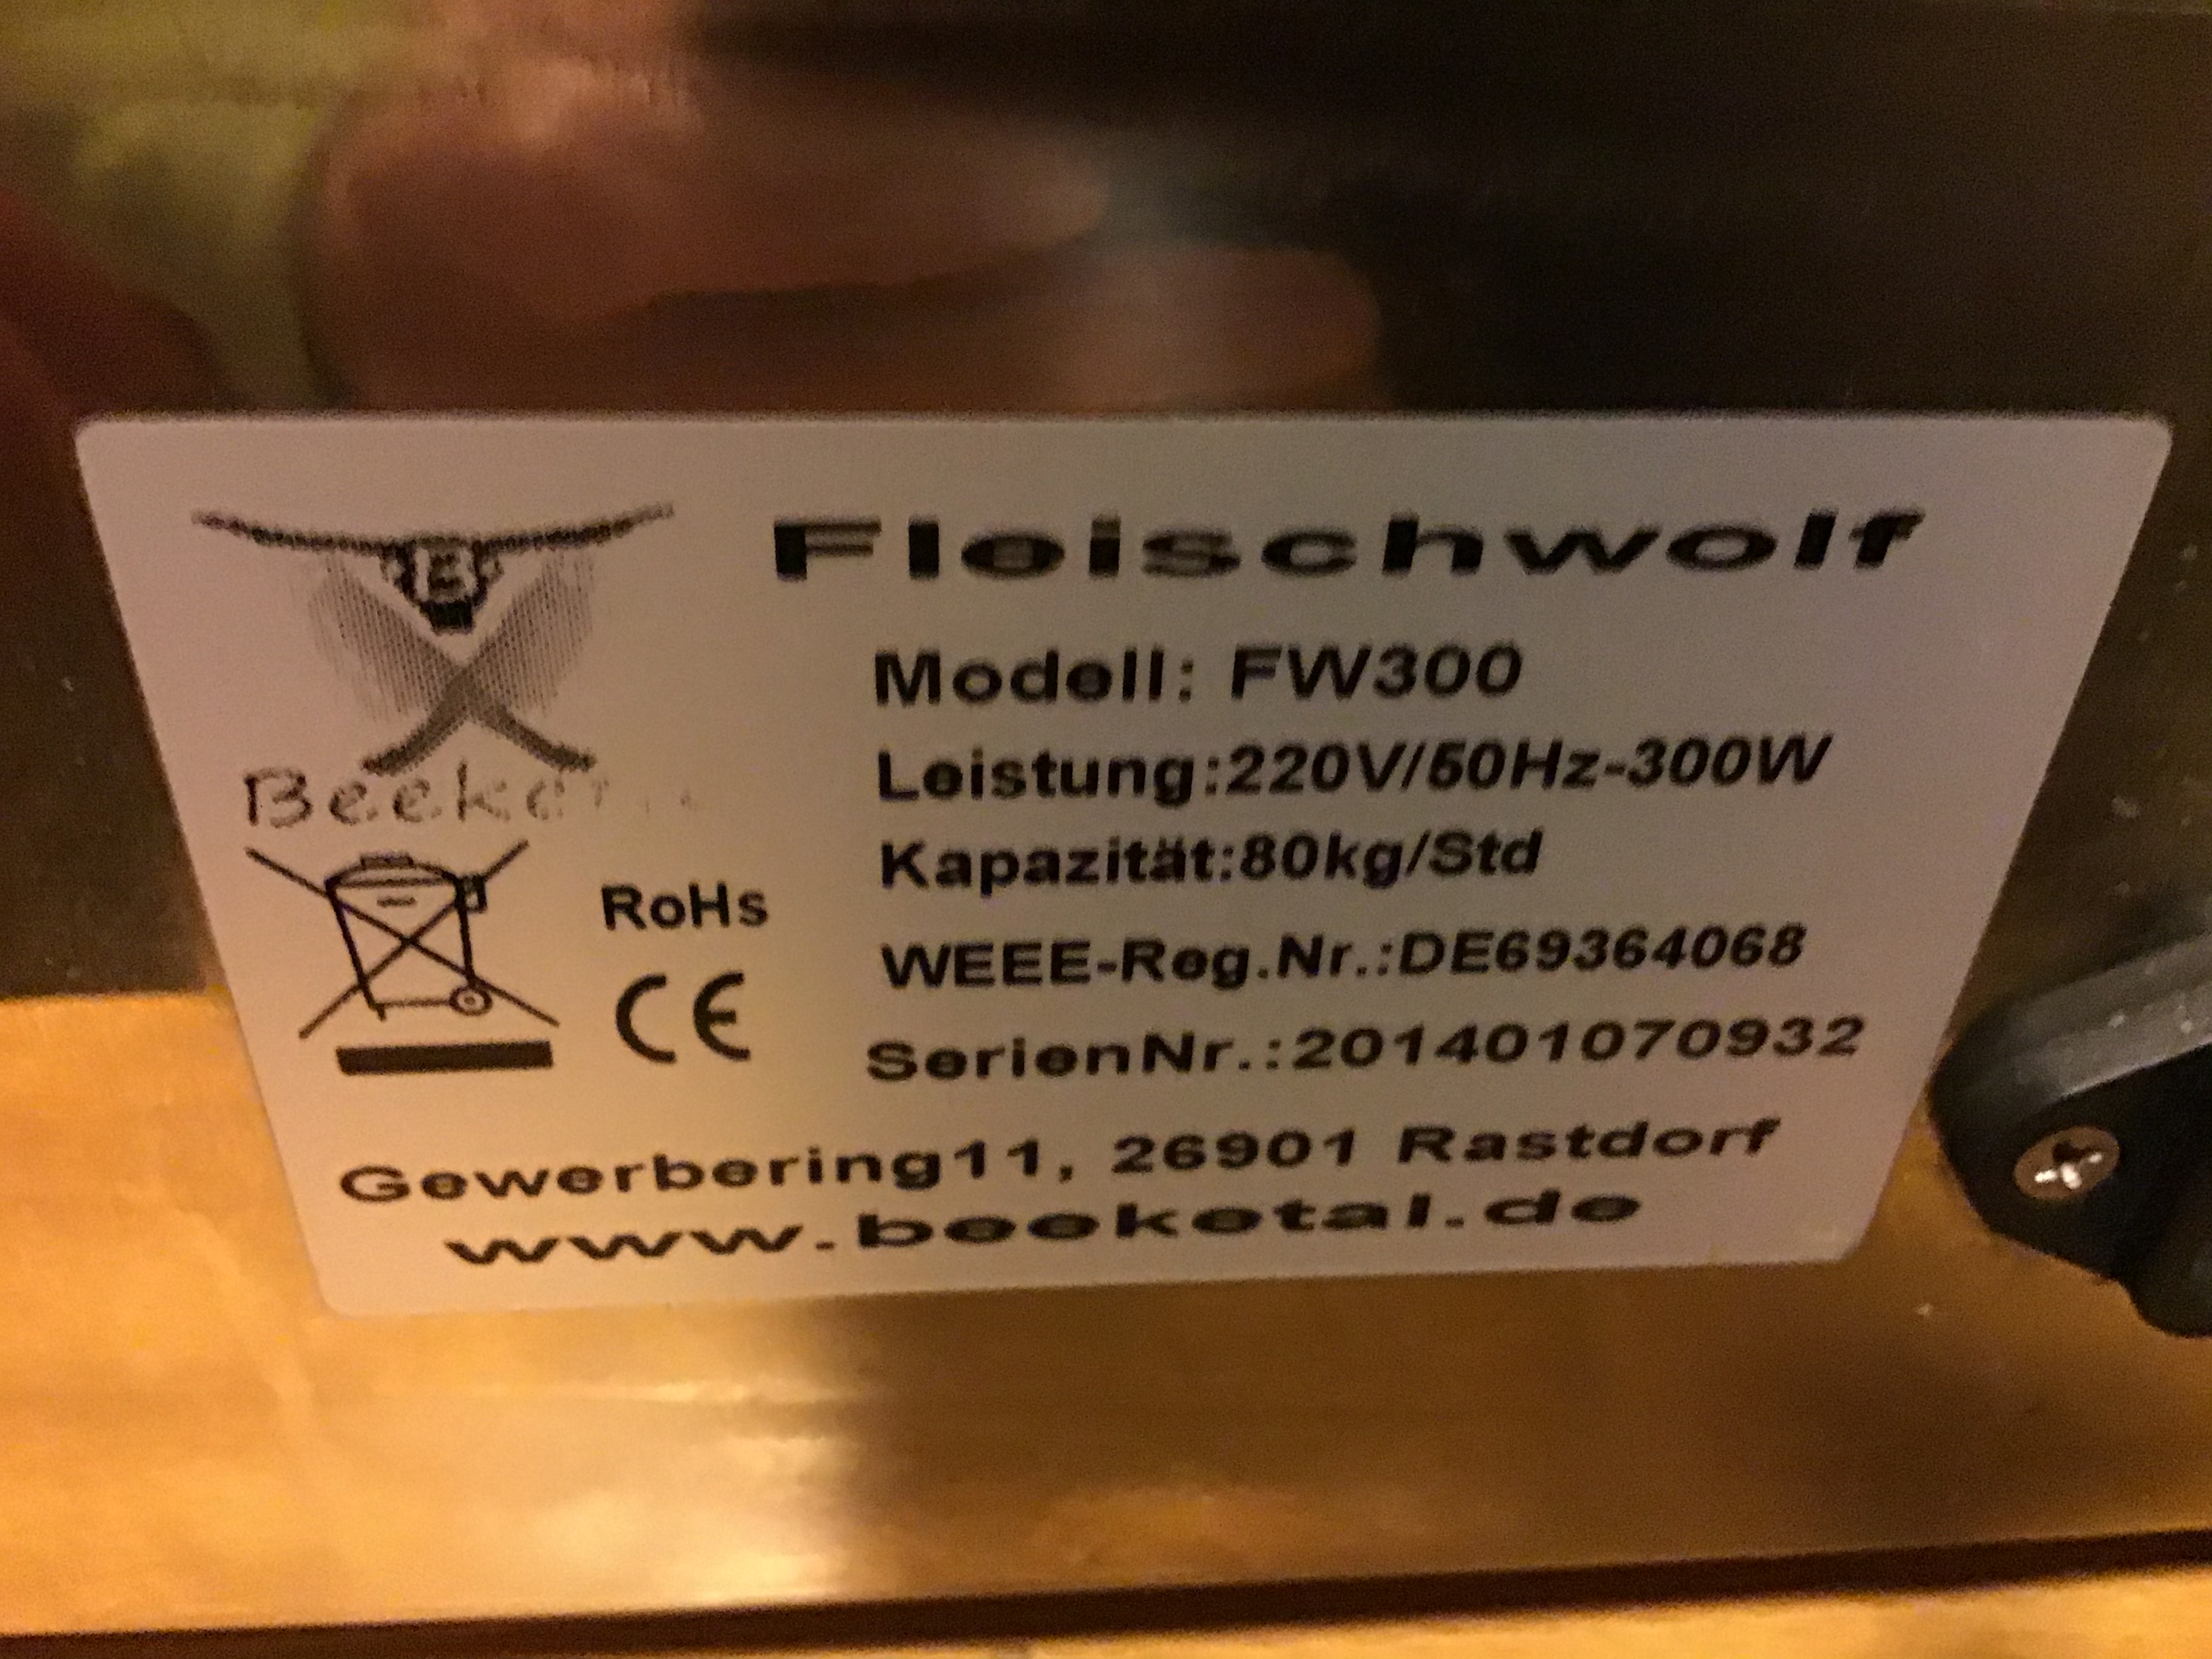 Fleischwolf
Modell: FW300
Leistung:220V/50Hz-300W
Kapazität:80kg/Std
RoHs
CE
WEEE-Reg.Nr.:DE69364068
SerienNr.:201401070932
Gewerbering11, 26901 Rastdorf
www.beeketal.de